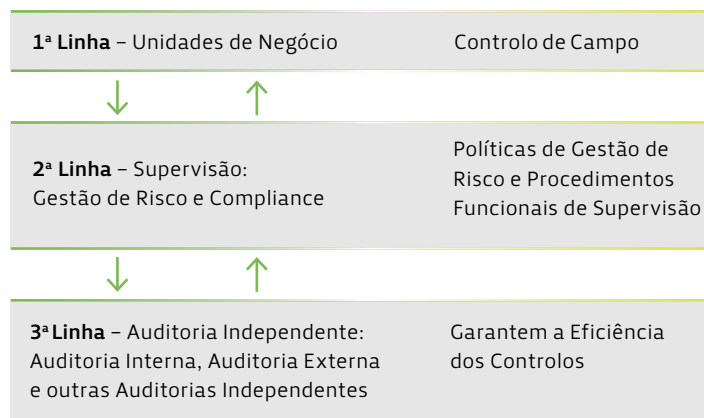 1ª Linha – Unidades de Negócio
Controlo de Campo
2ª Linha – Supervisão:
Gestão de Risco e Compliance
Políticas de Gestão de
Risco e Procedimentos
Funcionais de Supervisão
3ª Linha – Auditoria Independente:
Auditoria Interna, Auditoria Externa
e outras Auditorias Independentes
Garantem a Eficiência
dos Controlos